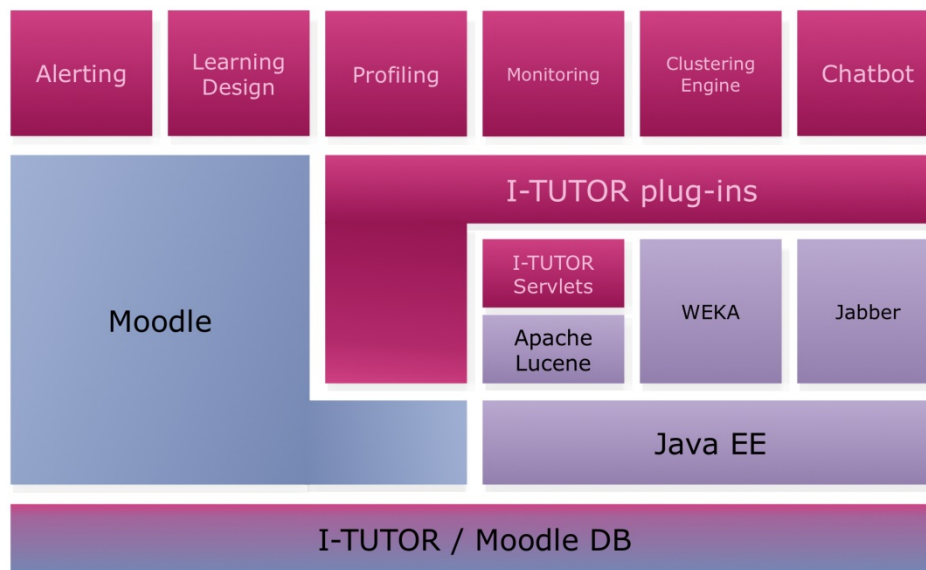 Alerting
Learning
Design
Profiling
Monitoring
Clustering
Engine
Chatbot
I-TUTOR plug-ins
Moodle
I-TUTOR
Servlets
Apache
Lucene
WEKA
Jabber
Java EE
I-TUTOR / Moodle DB